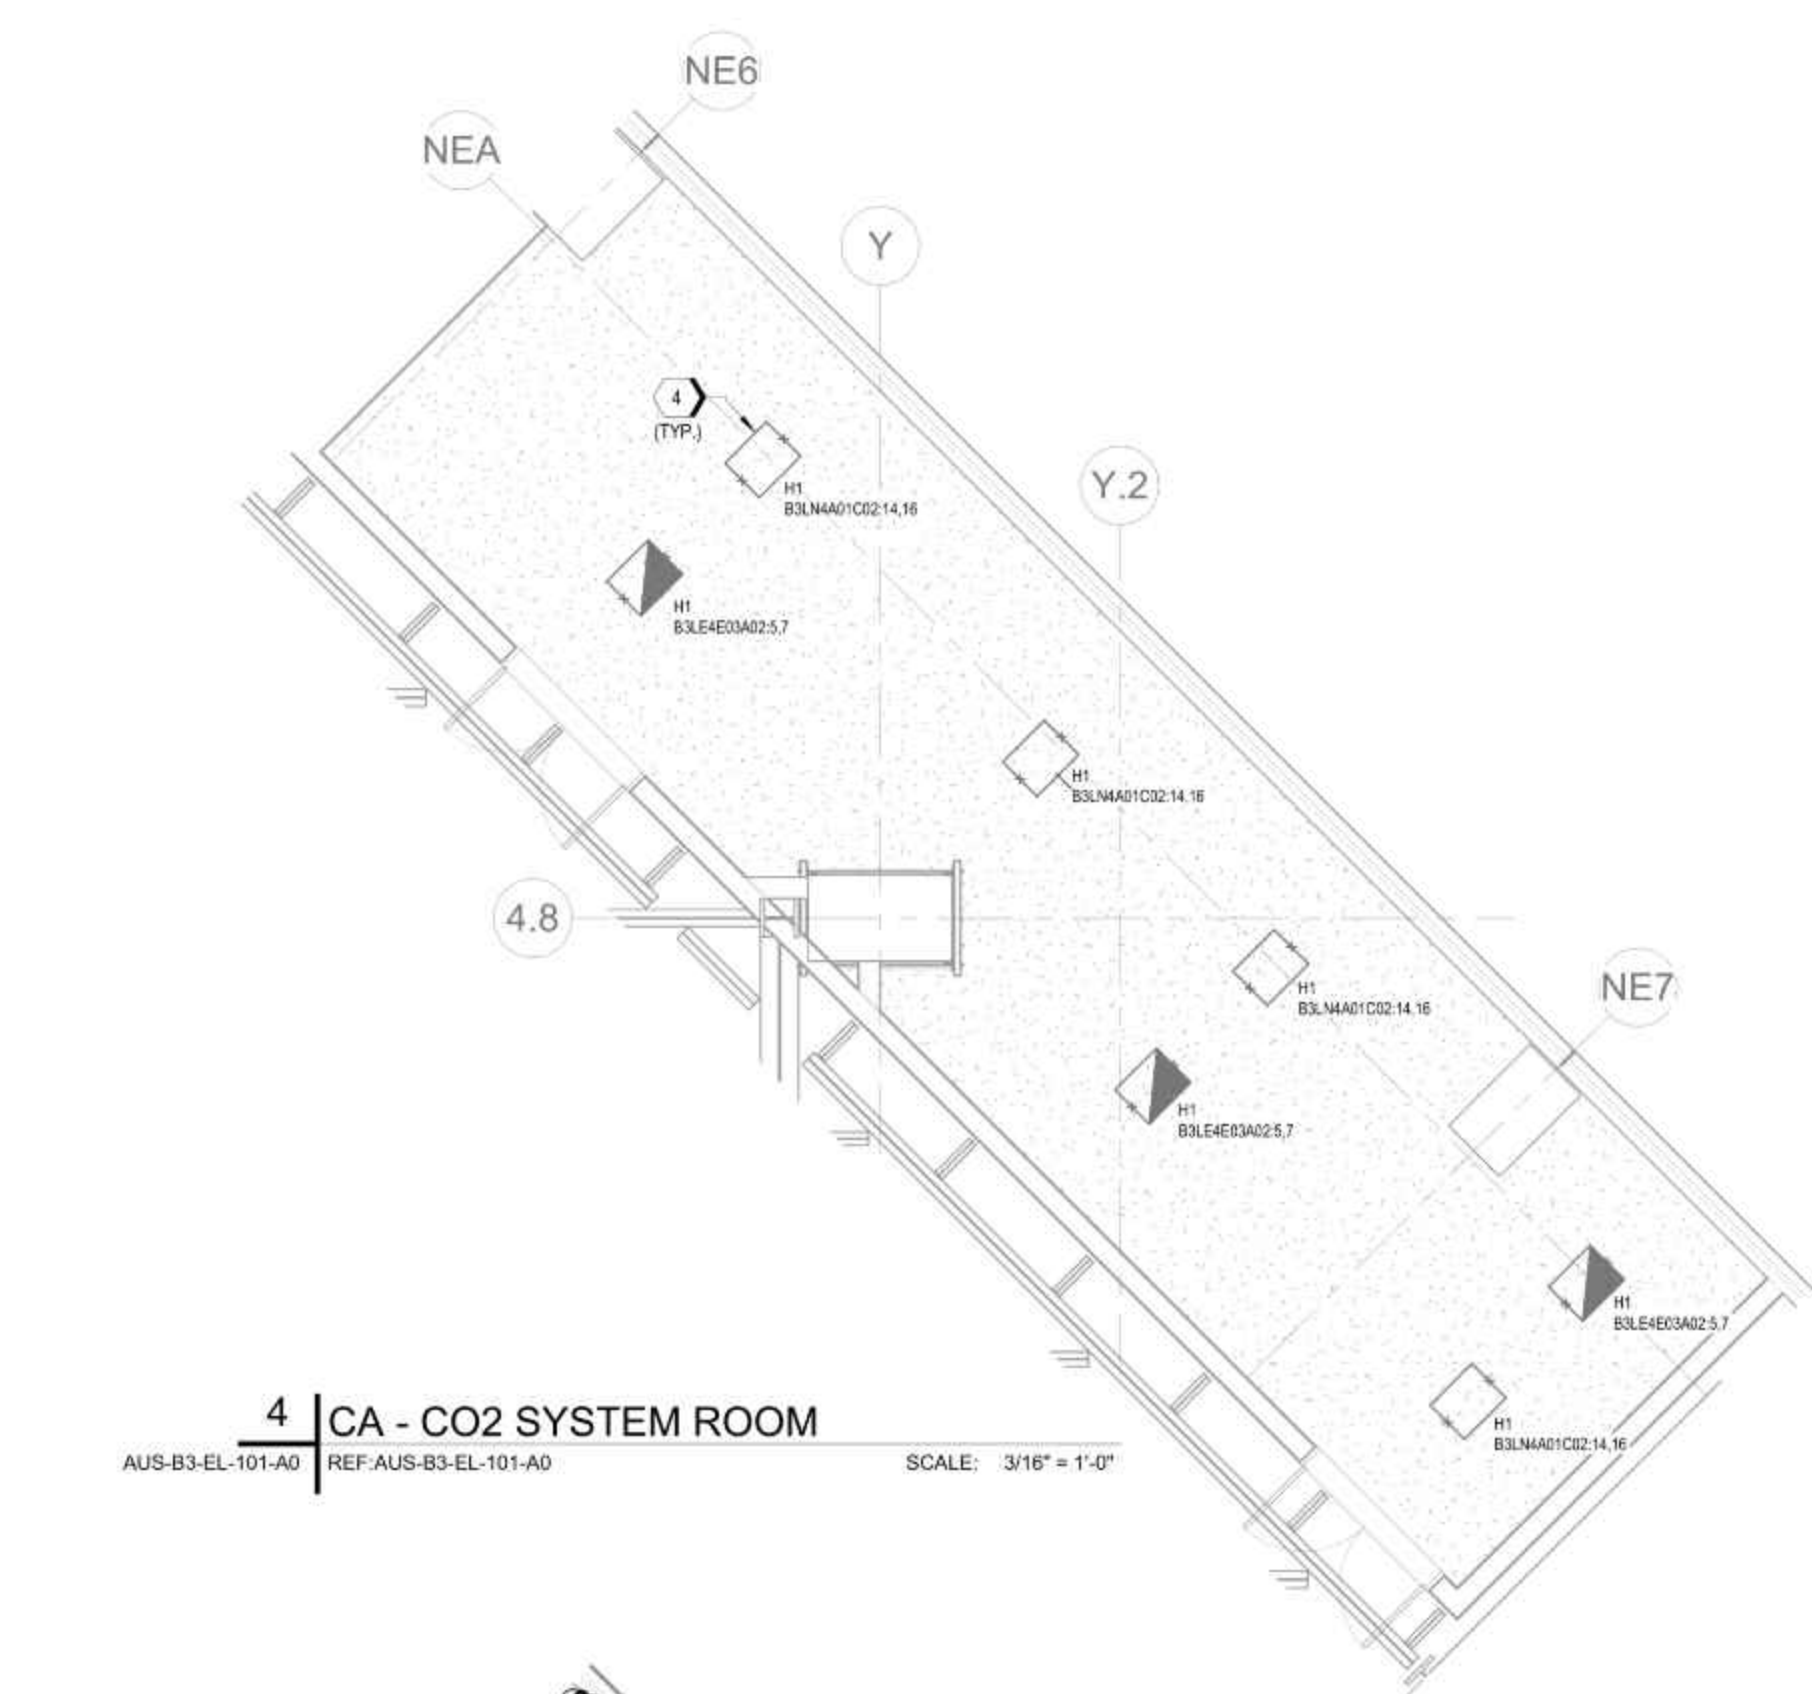 NE6
NEA
Y
4
(TYP.)
H1
B3LN4A01C02:14,16
Y.2
H1
B3LE4E03A02:5,7
H1
B3LN4A01C02:14,16
4.8
H1
B3LN4A01C02:14,16
NE7
H1
B3LE4E03A02:5,7
H1
B3LE4E03A02:5,7
H1
B3LN4A01C02:14,16
4
CA - CO2 SYSTEM ROOM
AUS-B3-EL-101-A0
REF:AUS-B3-EL-101-A0
SCALE: 3/16" = 1'-0"